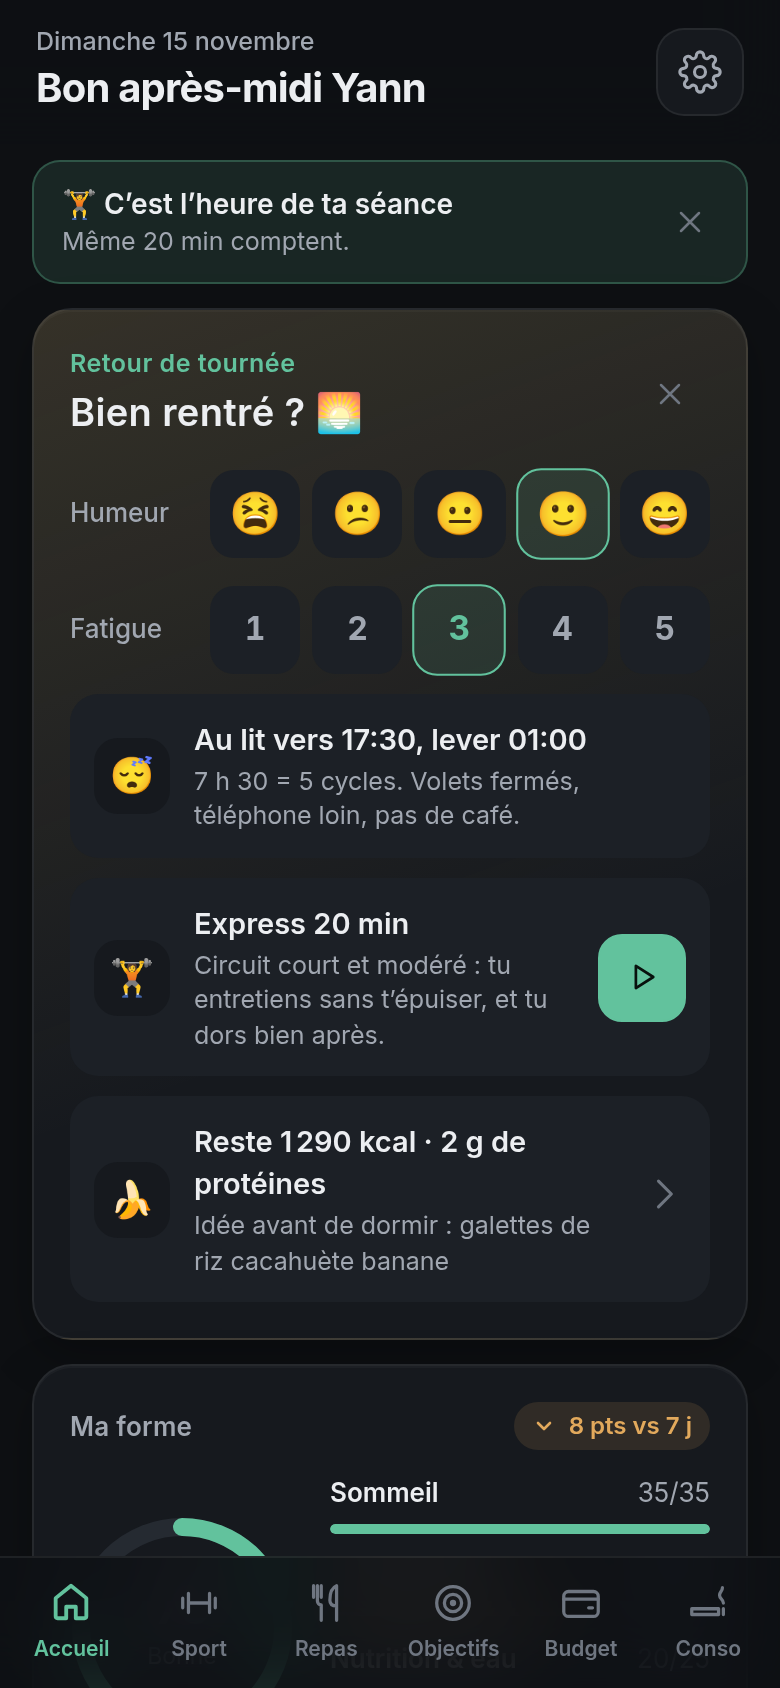 Dimanche 15 novembre
Bon après-midi Yann
🏋️ C’est l’heure de ta séance
Même 20 min comptent.
Retour de tournée
Bien rentré ? 🌅
Humeur
Fatigue 1 2 3 4 5
Au lit vers 17:30, lever 01:00
7 h 30 = 5 cycles. Volets fermés,
téléphone loin, pas de café.
Express 20 min
Circuit court et modéré : tu
entretiens sans t’épuiser, et tu
dors bien après.
Reste 1 290 kcal · 2 g de
protéines
Idée avant de dormir : galettes de
riz cacahuète banane
Ma forme
8 pts vs 7 j
Sommeil 35/35
Nutrition & eau
Accueil Sport Repas Objectifs Budget Conso